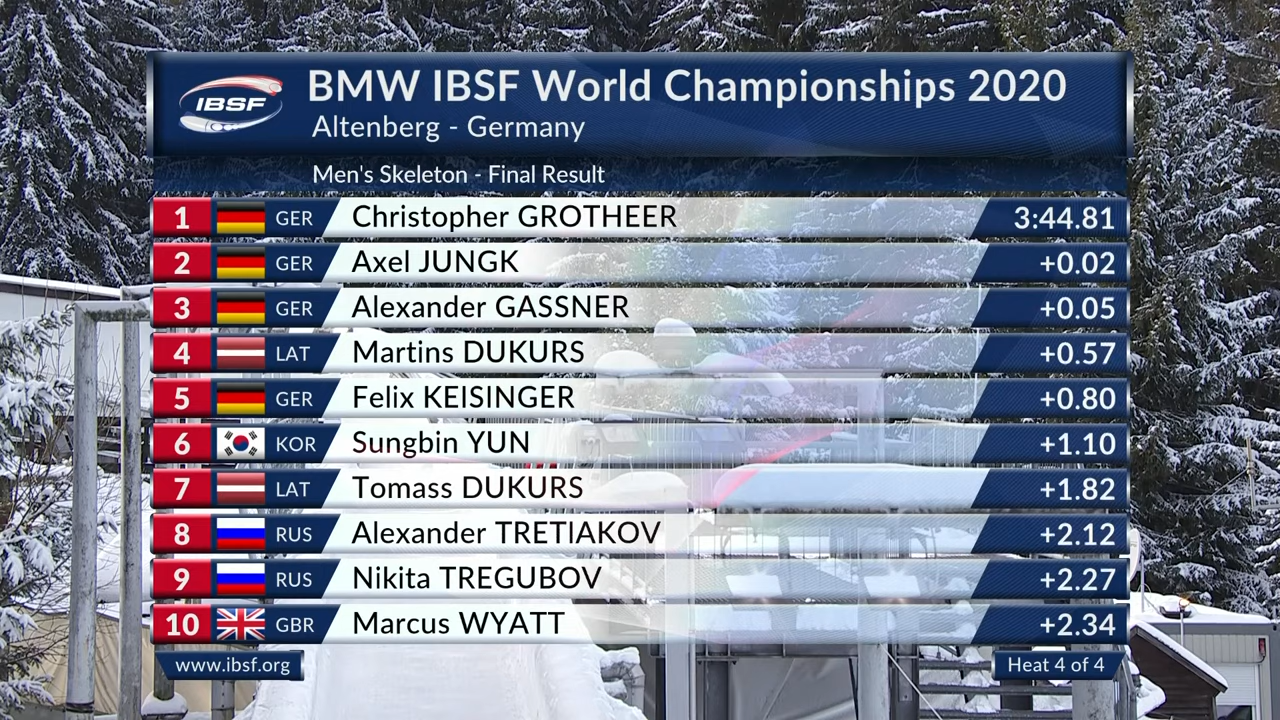 IBSF
BMW IBSF World Championships 2020
Altenberg - Germany
Men's Skeleton - Final Result
1 GER Christopher GROTHEER 3:44.81
2 GER Axel JUNGK +0.02
3 GER Alexander GASSNER +0.05
4 LAT Martins DUKURS +0.57
5 GER Felix KEISINGER +0.80
6 KOR Sungbin YUN +1.10
7 LAT Tomass DUKURS +1.82
8 RUS Alexander TRETIAKOV +2.12
9 RUS Nikita TREGUBOV +2.27
10 GBR Marcus WYATT +2.34
www.ibsf.org Heat 4 of 4